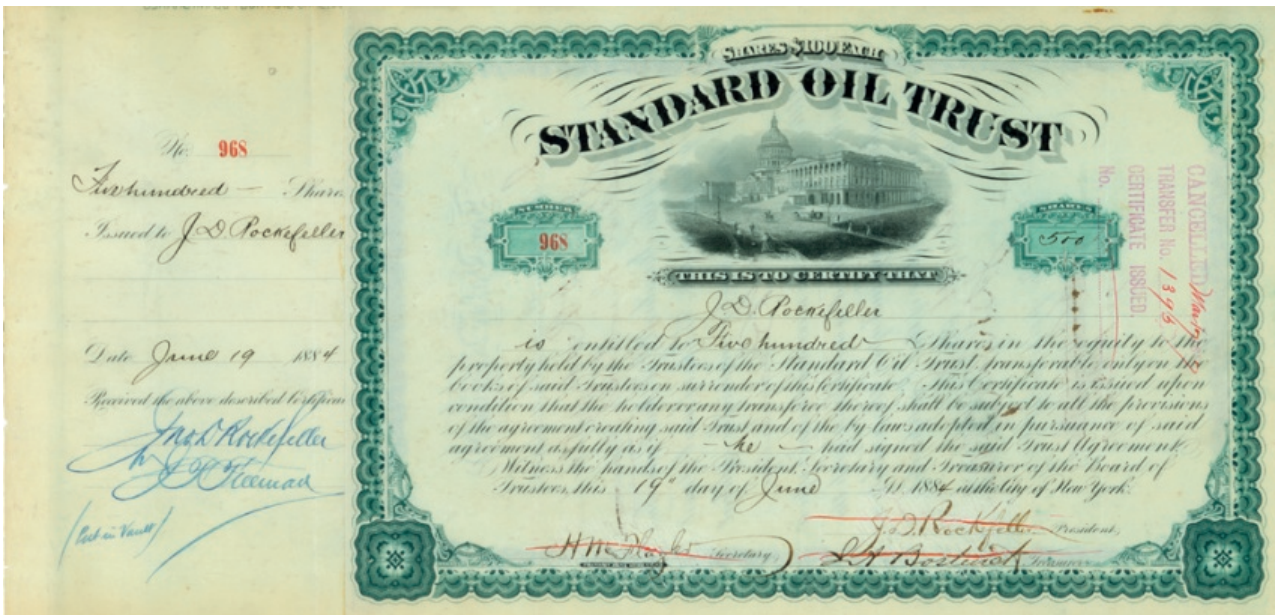 No. 968
Five hundred — Shares
Issued to J. D. Rockefeller
Date June 19 1884
Received the above described Certificate
Jno D Rockefeller
(Put in Vault)
SHARES $100 EACH
STANDARD OIL TRUST
NUMBER
968
SHARES
500
THIS IS TO CERTIFY THAT
J. D. Rockefeller
is entitled to Five hundred Shares in the equity to the
property held by the Trustees of the Standard Oil Trust, transferable only on the
books of said Trustees on surrender of this Certificate. This Certificate is issued upon
condition that the holder or any transferee thereof shall be subject to all the provisions
of the agreement creating said Trust and of the by-laws adopted in pursuance of said
agreement as fully as if — he — had signed the said Trust Agreement.
Witness the hands of the President, Secretary and Treasurer of the Board of
Trustees, this 19th day of June A.D. 1884 at the City of New York.
J. D. Rockefeller President,
H M Flagler Secretary,
Bostwick Treasurer
CANCELLED
TRANSFER No. 1395
CERTIFICATE ISSUED.
No.